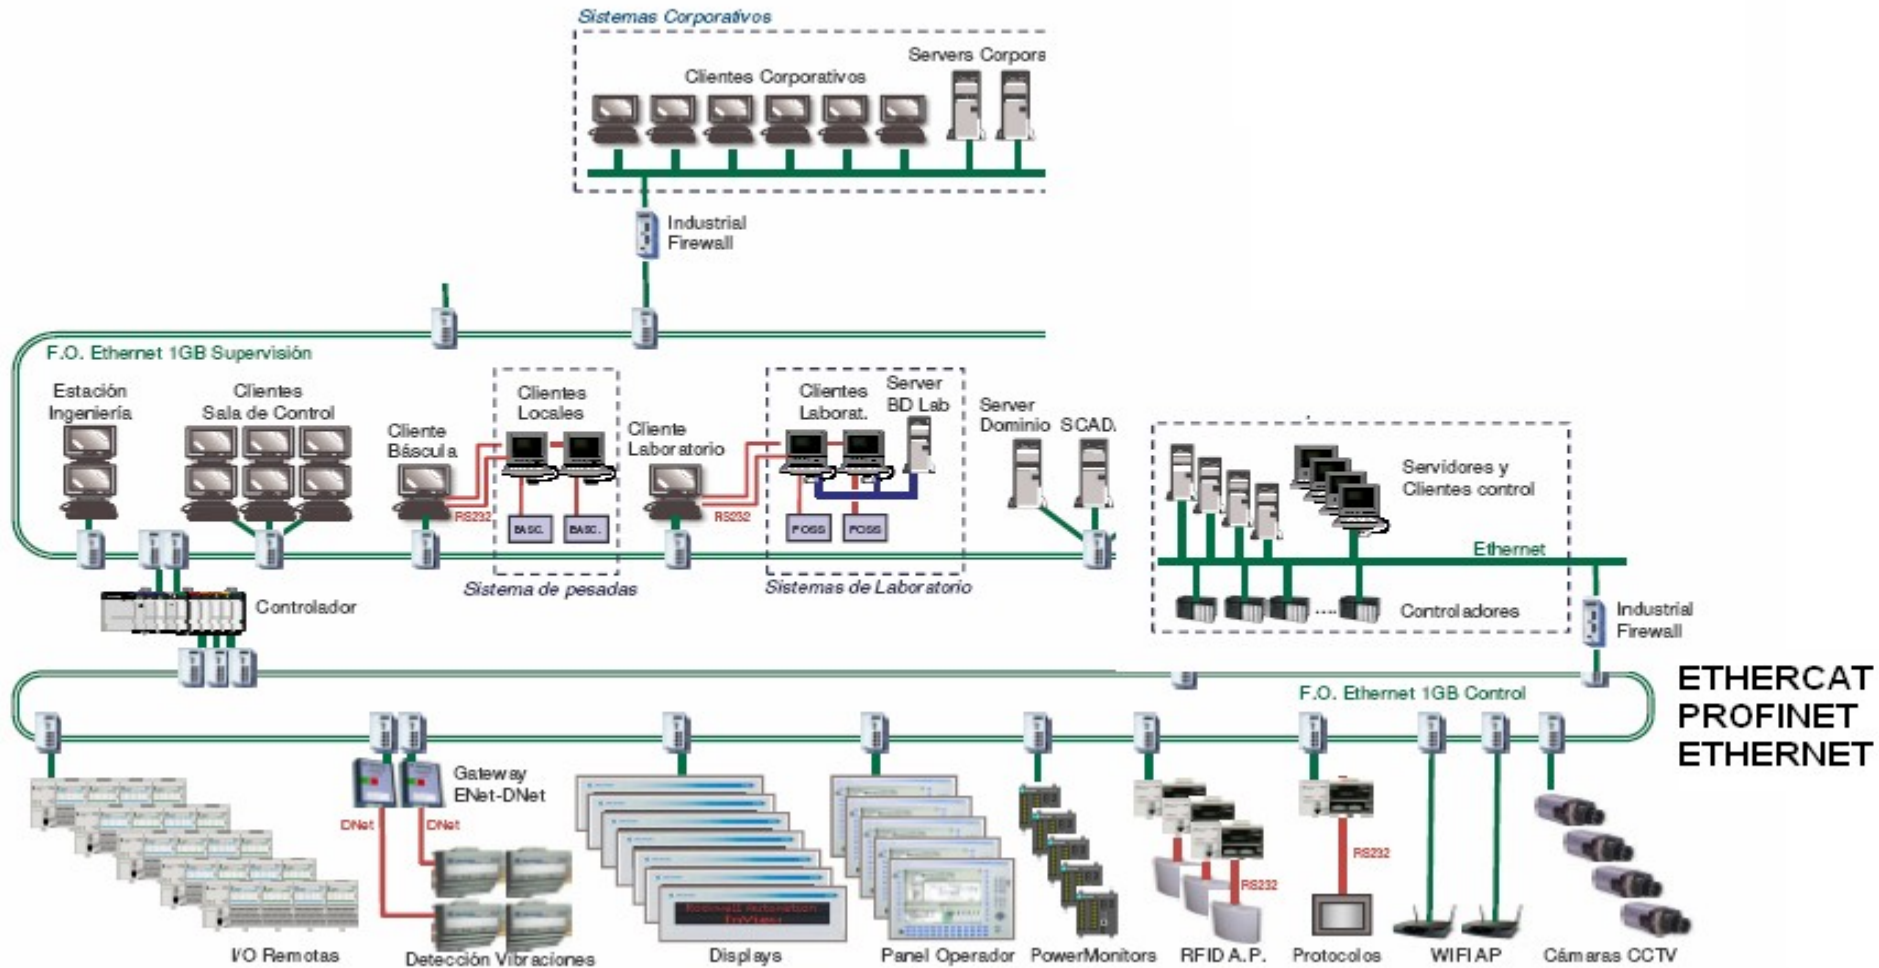 Sistemas Corporativos
Servers Corpora
Clientes Corporativos
Industrial
Firewall
F.O. Ethernet 1GB Supervisión
Estación
Ingeniería
Clientes
Sala de Control
Cliente
Báscula
RS232
Clientes
Locales
BASC.
BASC.
Sistema de pesadas
Cliente
Laboratorio
RS232
Clientes
Laborat.
Server
BD Lab
FOSS
FOSS
Sistemas de Laboratorio
Server
Dominio
SCAD.
Servidores y
Clientes control
Ethernet
Controladores
Industrial
Firewall
Controlador
F.O. Ethernet 1GB Control
ETHERCAT
PROFINET
ETHERNET
Gateway
ENet-DNet
DNet
DNet
RS232
RS232
Rockwell Automation
InView
I/O Remotas
Detección Vibraciones
Displays
Panel Operador
PowerMonitors
RFID A.P.
Protocolos
WIFI AP
Cámaras CCTV